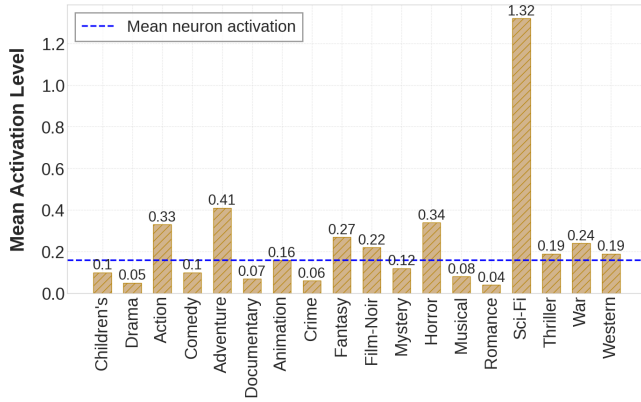 Mean neuron activation
Mean Activation Level
1.2
1.0
0.8
0.6
0.4
0.2
0.0
0.1
0.05
0.33
0.1
0.41
0.07
0.16
0.06
0.27
0.22
0.12
0.34
0.08
0.04
1.32
0.19
0.24
0.19
Children's
Drama
Action
Comedy
Adventure
Documentary
Animation
Crime
Fantasy
Film-Noir
Mystery
Horror
Musical
Romance
Sci-Fi
Thriller
War
Western